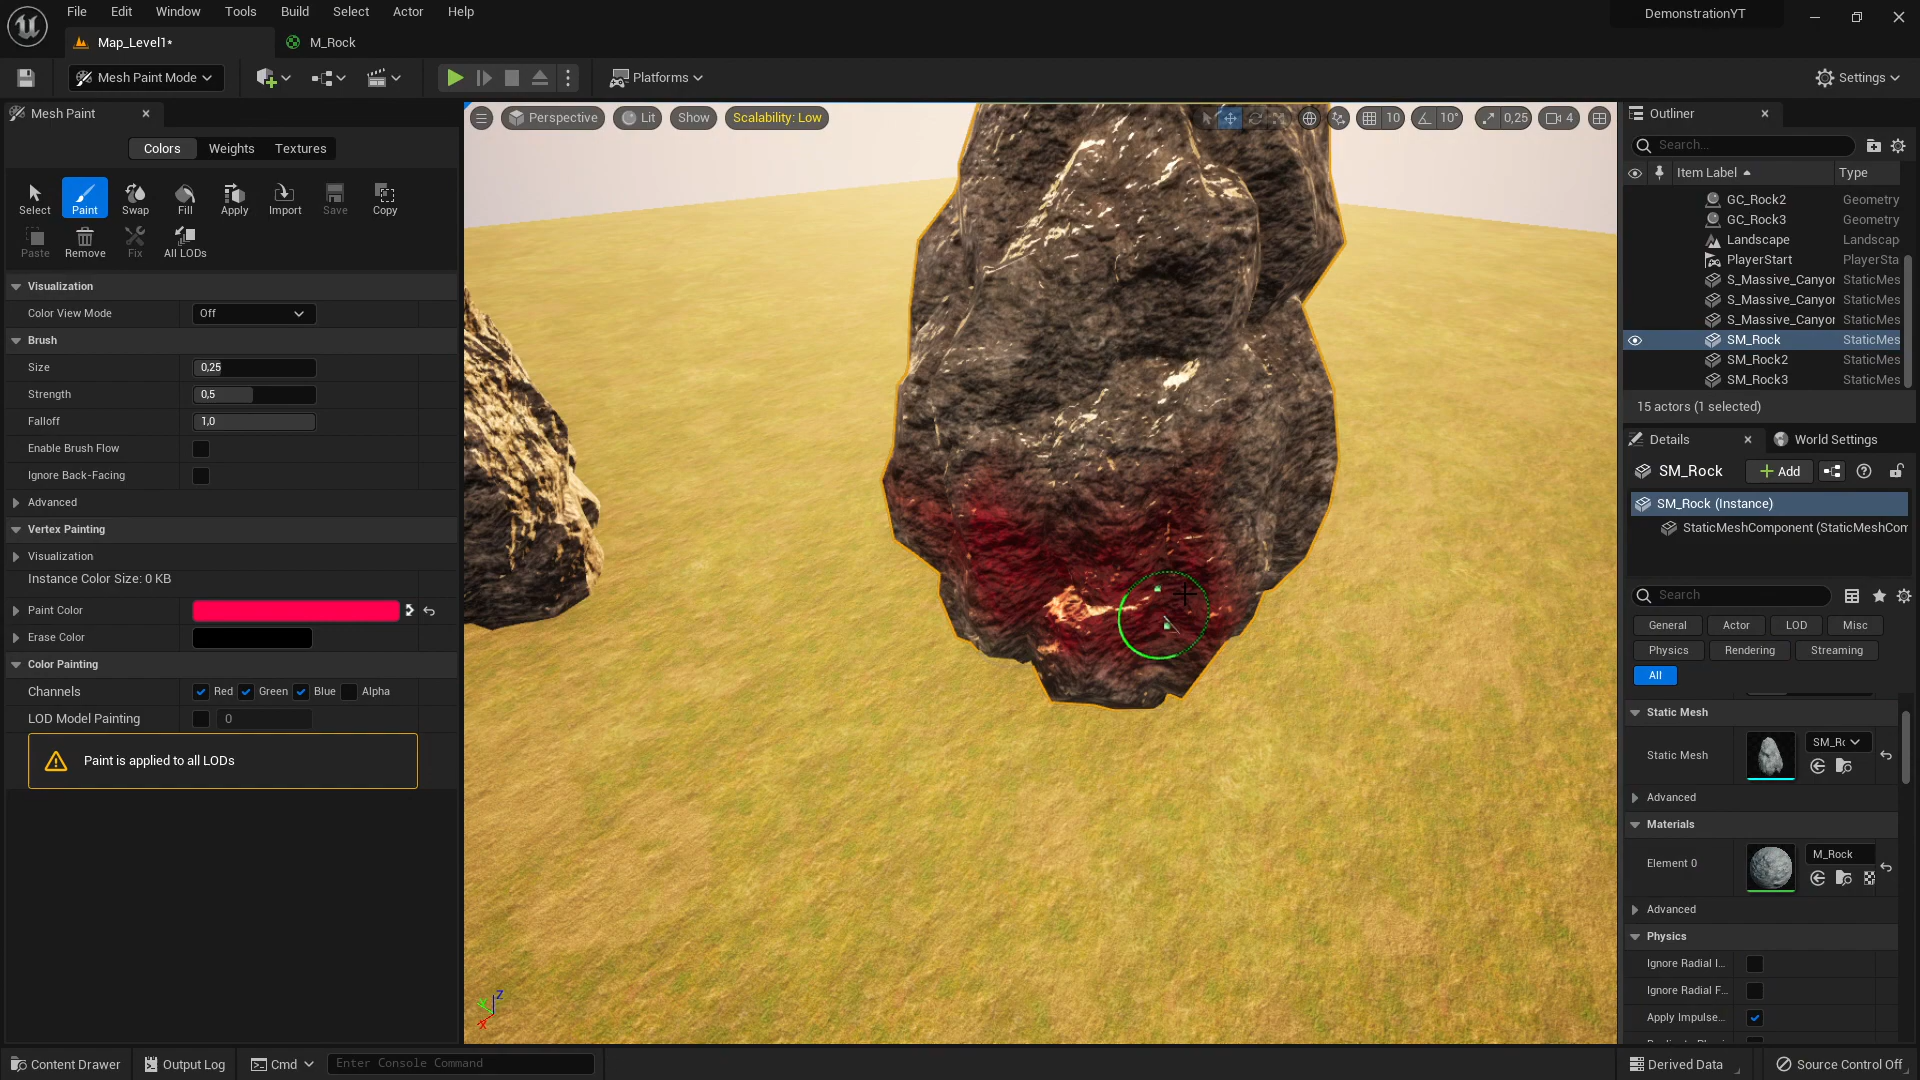 File Edit Window Tools Build Select Actor Help
DemonstrationYT
Map_Level1*
M_Rock
Mesh Paint Mode
Platforms
Settings
Mesh Paint
Colors Weights Textures
Select Paint Swap Fill Apply Import Save Copy
Paste Remove Fix All LODs
Visualization
Color View Mode Off
Brush
Size 0,25
Strength 0,5
Falloff 1,0
Enable Brush Flow
Ignore Back-Facing
Advanced
Vertex Painting
Visualization
Instance Color Size: 0 KB
Paint Color
Erase Color
Color Painting
Channels Red Green Blue Alpha
LOD Model Painting 0
Paint is applied to all LODs
Perspective Lit Show Scalability: Low
10 10° 0,25 4
Z
Y
X
Outliner
Search...
Item Label Type
GC_Rock2 Geometry
GC_Rock3 Geometry
Landscape Landscap
PlayerStart PlayerSta
S_Massive_Canyor StaticMes
S_Massive_Canyor StaticMes
S_Massive_Canyor StaticMes
SM_Rock StaticMes
SM_Rock2 StaticMes
SM_Rock3 StaticMes
15 actors (1 selected)
Details
World Settings
SM_Rock
Add
SM_Rock (Instance)
StaticMeshComponent (StaticMeshCom
Search
General Actor LOD Misc
Physics Rendering Streaming
All
Static Mesh
Static Mesh SM_Rc
Advanced
Materials
Element 0 M_Rock
Advanced
Physics
Ignore Radial I...
Ignore Radial F...
Apply Impulse...
Content Drawer Output Log Cmd Enter Console Command
Derived Data Source Control Off